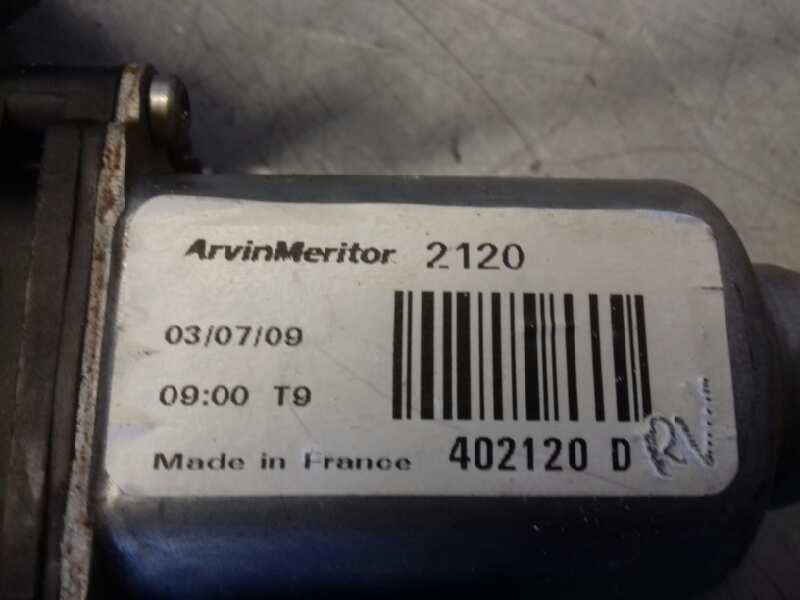 ArvinMeritor 2120
03/07/09
09:00 T9
Made in France 402120 D